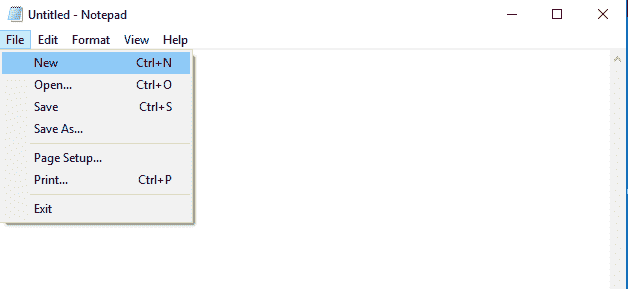 Untitled - Notepad
File Edit Format View Help
New Ctrl+N
Open... Ctrl+O
Save Ctrl+S
Save As...
Page Setup...
Print... Ctrl+P
Exit